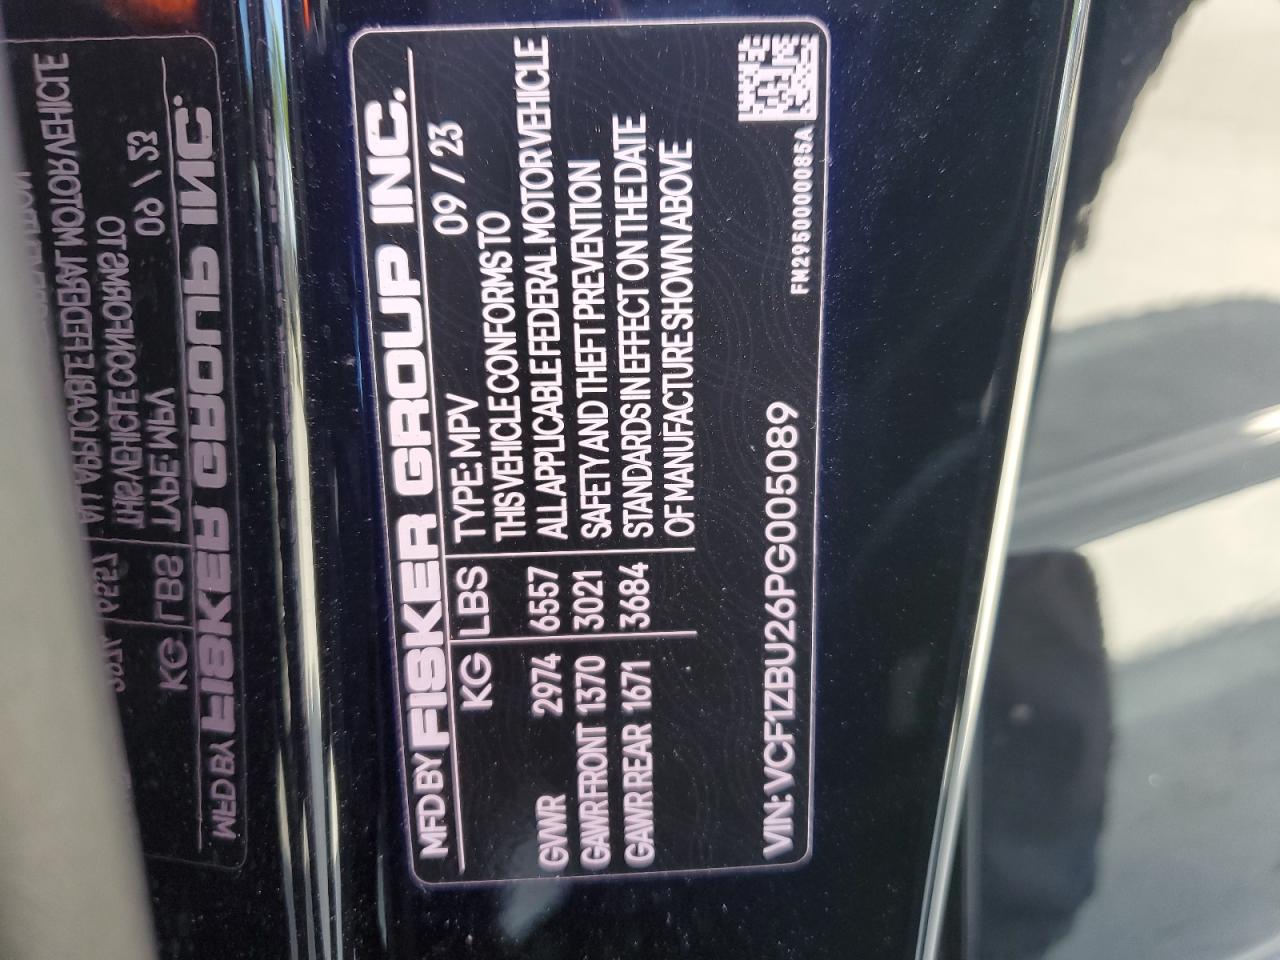 MFD BY FISKER GROUP INC.
KG LBS TYPE: MPV 09 / 23
THIS VEHICLE CONFORMS TO
GVWR 2974 6557 ALL APPLICABLE FEDERAL MOTOR VEHICLE
GAWR FRONT 1370 3021 SAFETY AND THEFT PREVENTION
GAWR REAR 1671 3684 STANDARDS IN EFFECT ON THE DATE
OF MANUFACTURE SHOWN ABOVE
VIN: VCF1ZBU26PG005089 FM2950000085A